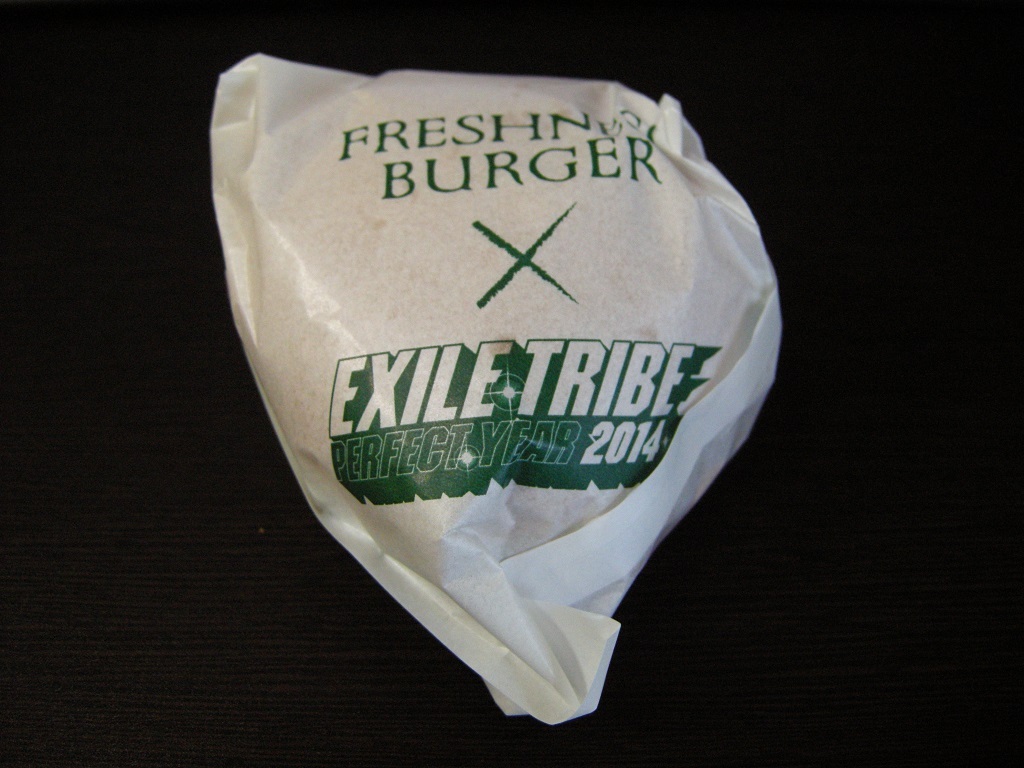 FRESHNESS
BURGER
X
EXILE TRIBE
PERFECT YEAR 2014